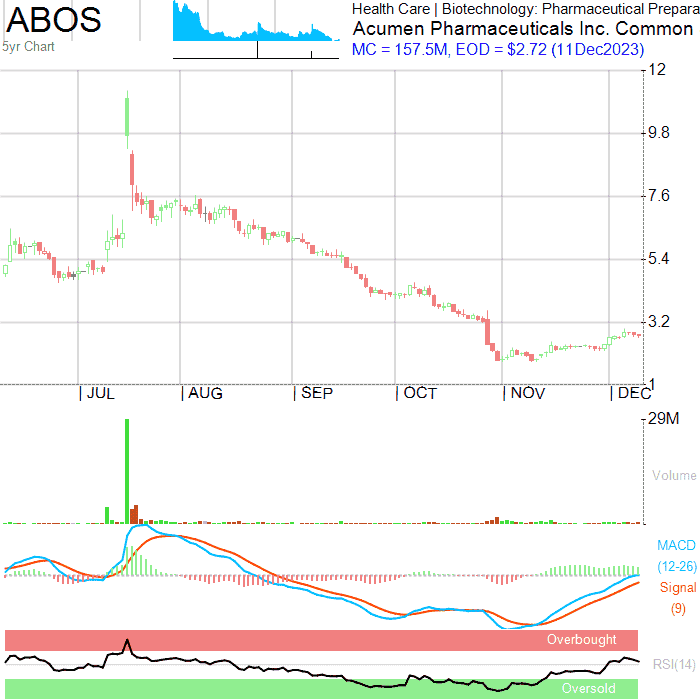 ABOS
5yr Chart
Health Care | Biotechnology: Pharmaceutical Prepara
Acumen Pharmaceuticals Inc. Common
MC = 157.5M, EOD = $2.72 (11Dec2023)
12
9.8
7.6
5.4
3.2
1
| JUL | AUG | SEP | OCT | NOV | DEC
29M
Volume
MACD
(12-26)
Signal
(9)
Overbought
RSI(14)
Oversold